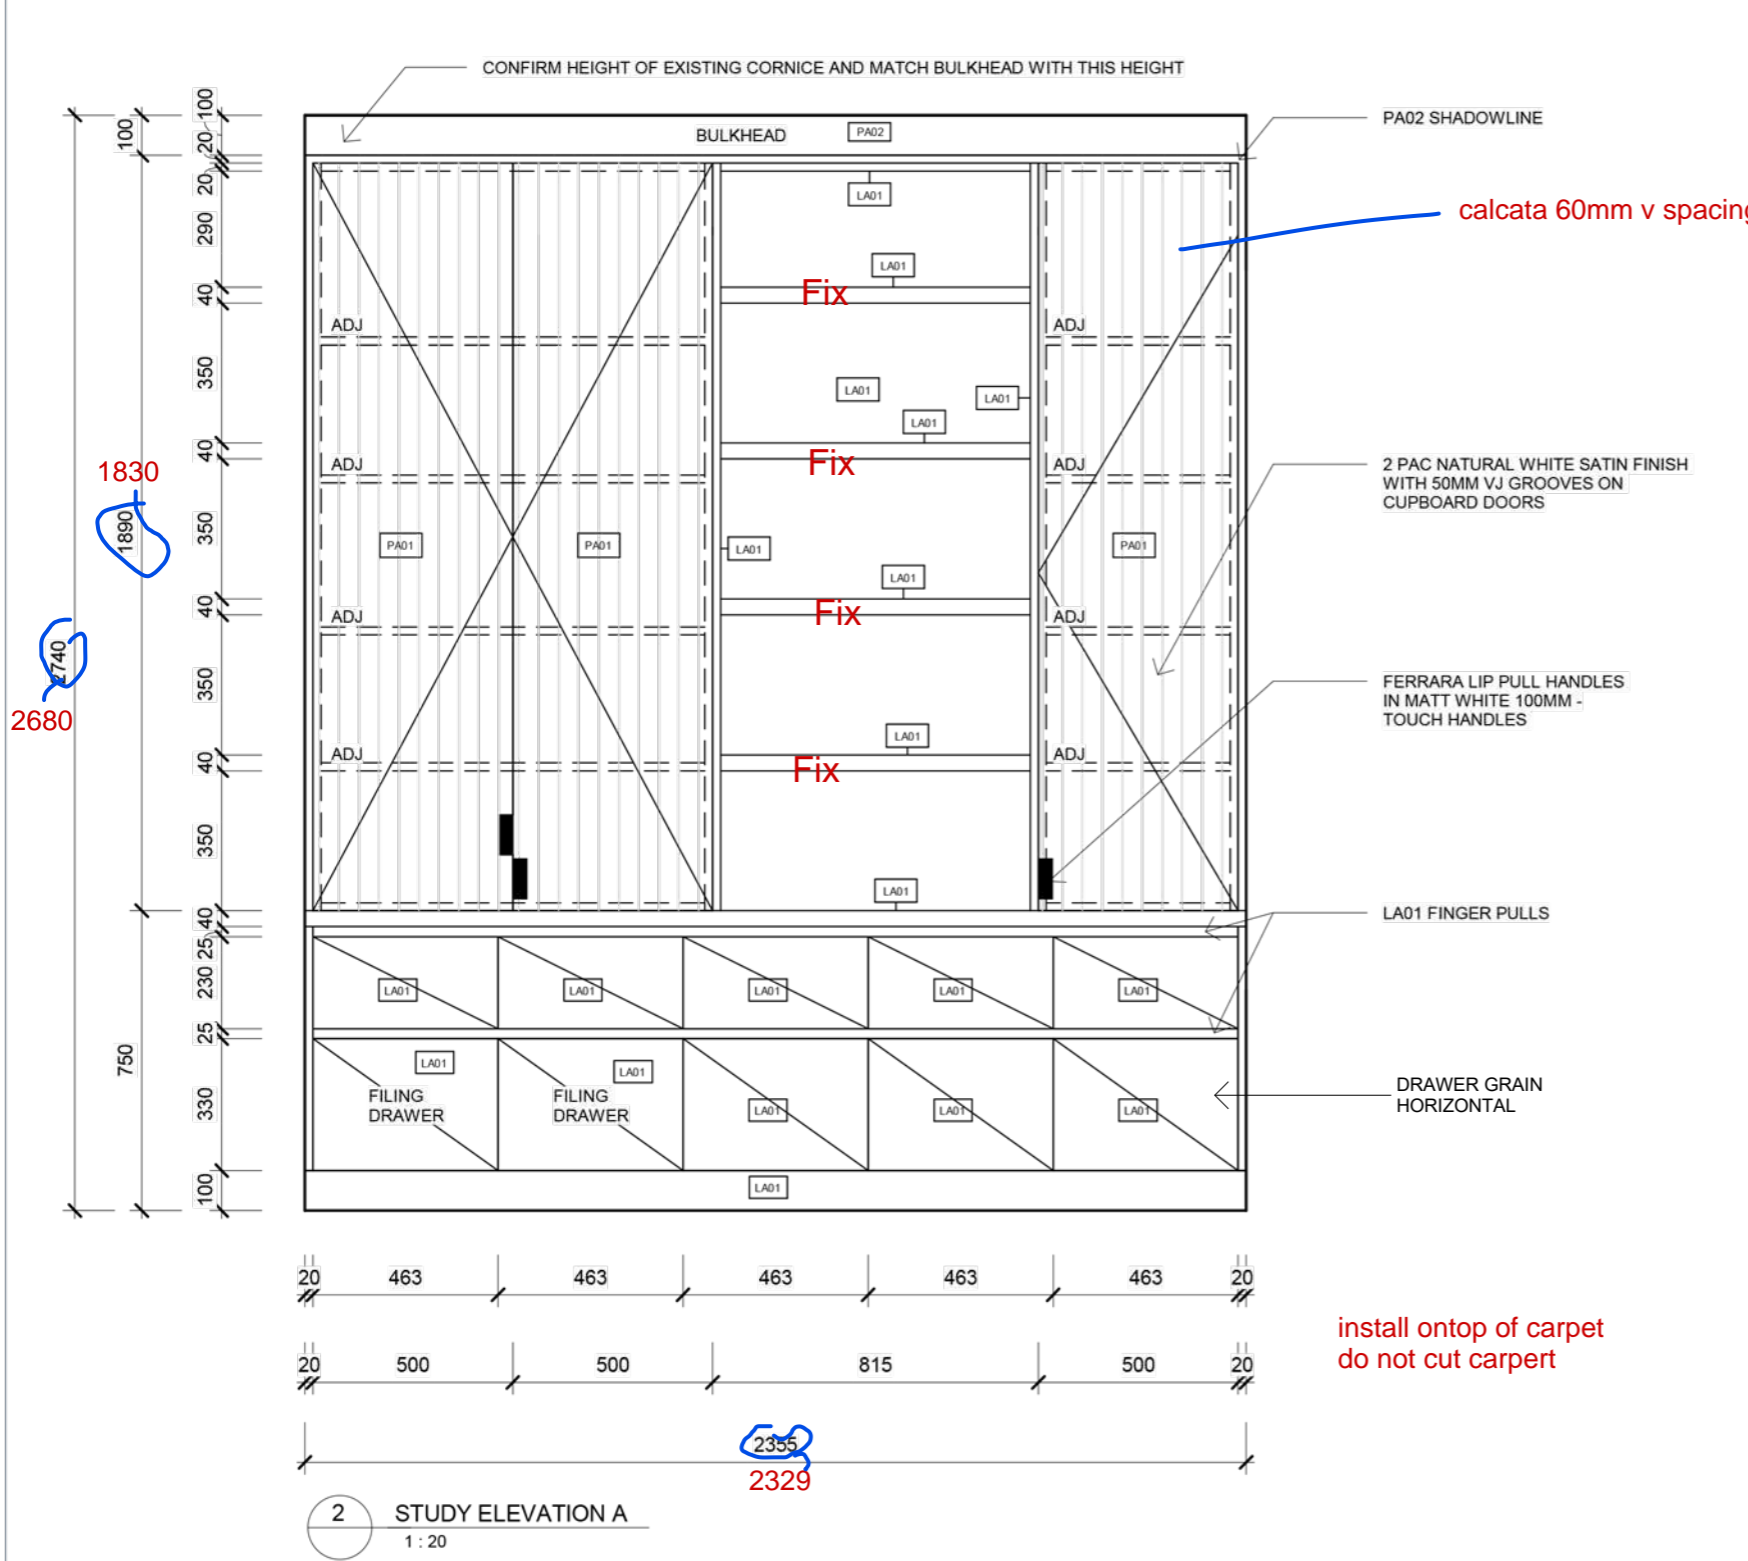 CONFIRM HEIGHT OF EXISTING CORNICE AND MATCH BULKHEAD WITH THIS HEIGHT
100
100
20
BULKHEAD
PA02
PA02 SHADOWLINE
20
LA01
290
calcata 60mm v spacing
LA01
40
Fix
ADJ
ADJ
350
LA01
LA01
LA01
40
Fix
ADJ
ADJ
2 PAC NATURAL WHITE SATIN FINISH
WITH 50MM VJ GROOVES ON
CUPBOARD DOORS
1830
1890
350
PA01
PA01
LA01
PA01
LA01
40
Fix
ADJ
ADJ
2740
2680
350
FERRARA LIP PULL HANDLES
IN MATT WHITE 100MM -
TOUCH HANDLES
LA01
40
Fix
ADJ
ADJ
350
LA01
40
LA01 FINGER PULLS
25
230
LA01
LA01
LA01
LA01
LA01
25
750
LA01
LA01
330
FILING
DRAWER
FILING
DRAWER
LA01
LA01
LA01
DRAWER GRAIN
HORIZONTAL
100
LA01
20
463
463
463
463
463
20
install ontop of carpet
do not cut carpert
20
500
500
815
500
20
2355
2329
2
STUDY ELEVATION A
1 : 20